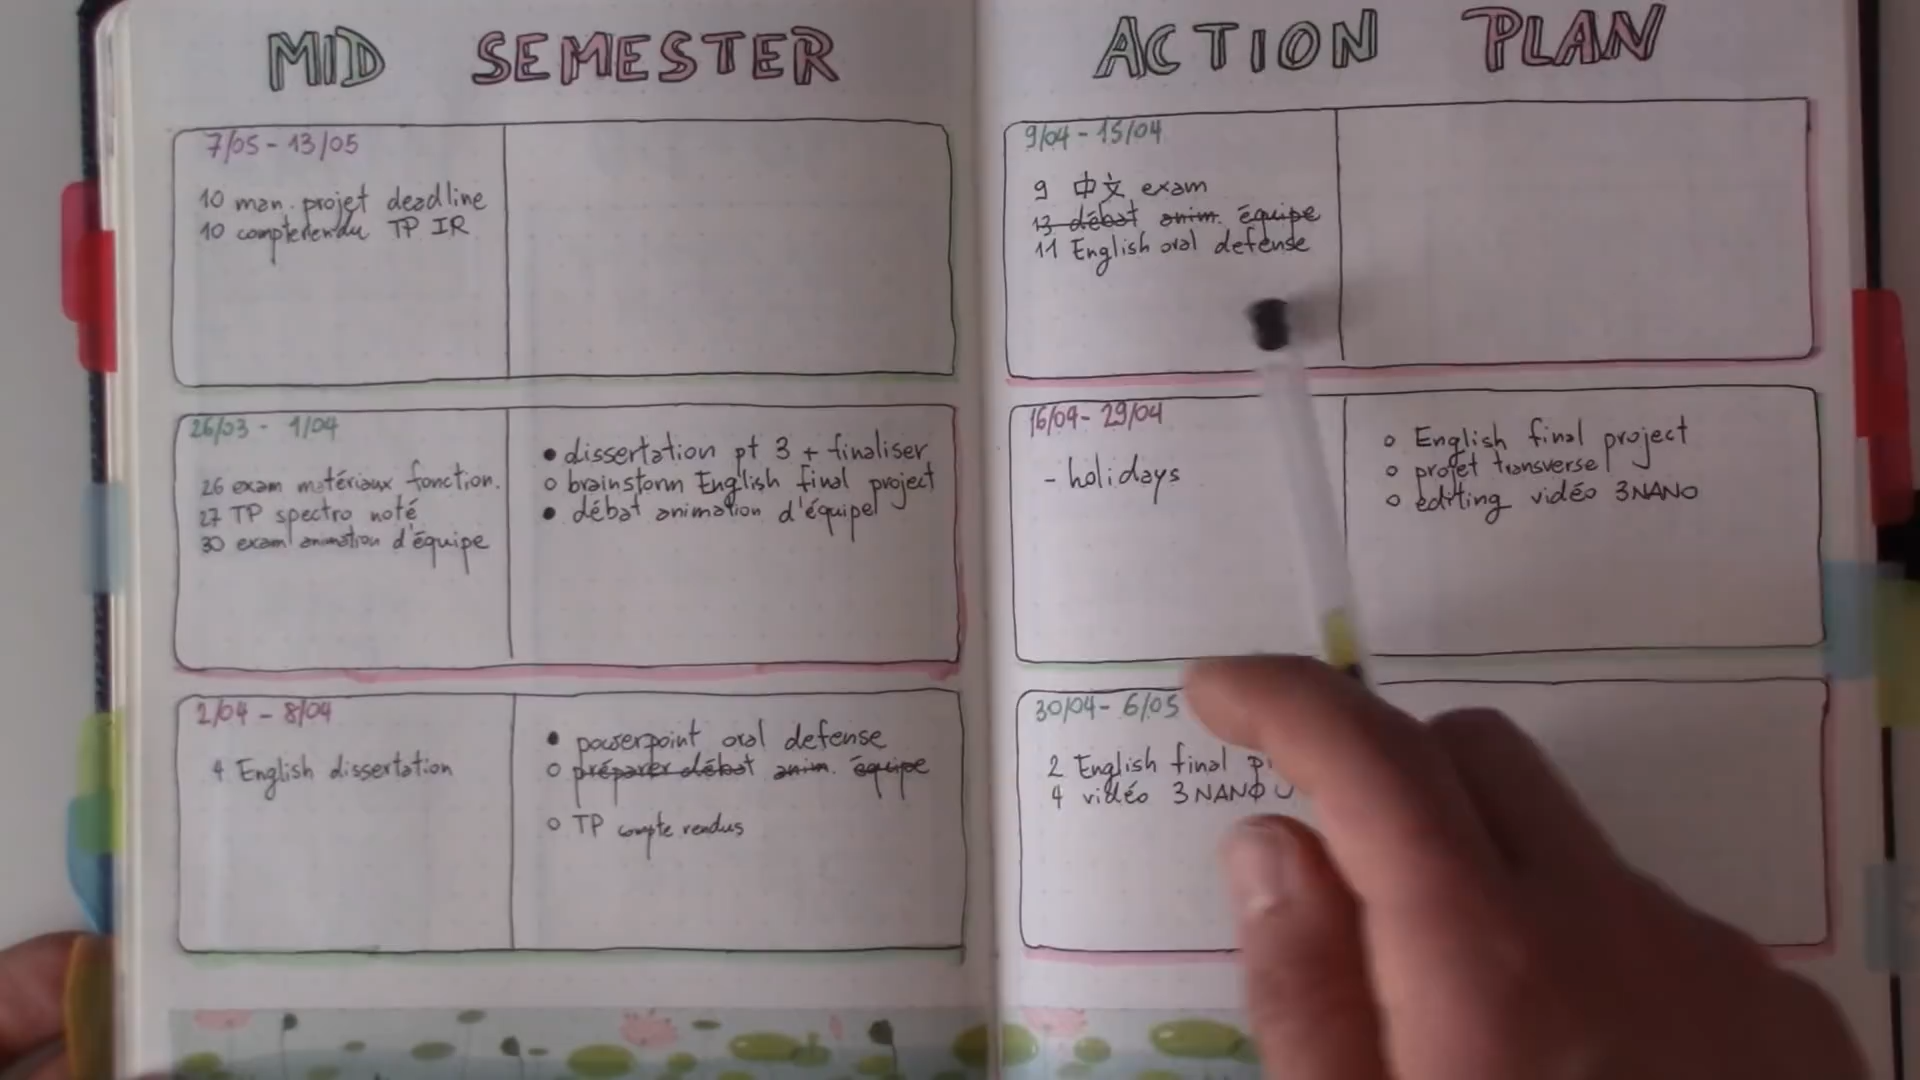 MID SEMESTER
7/05 - 13/05
10 man. projet deadline
10 compterendu TP IR
26/03 - 1/04
26 exam matériaux fonction.
27 TP spectro noté
30 exam animation d'équipe
• dissertation pt 3 + finaliser
○ brainstorm English final project
• débat animation d'équipe
2/04 - 8/04
4 English dissertation
• powerpoint oral defense
○ préparer débat anim. équipe
○ TP compte rendus
ACTION PLAN
9/04 - 15/04
9 中文 exam
13 débat anim. équipe
11 English oral defense
16/04 - 29/04
- holidays
○ English final project
○ projet transverse
○ editing vidéo 3NANO
30/04 - 6/05
2 English final
4 vidéo 3NANO